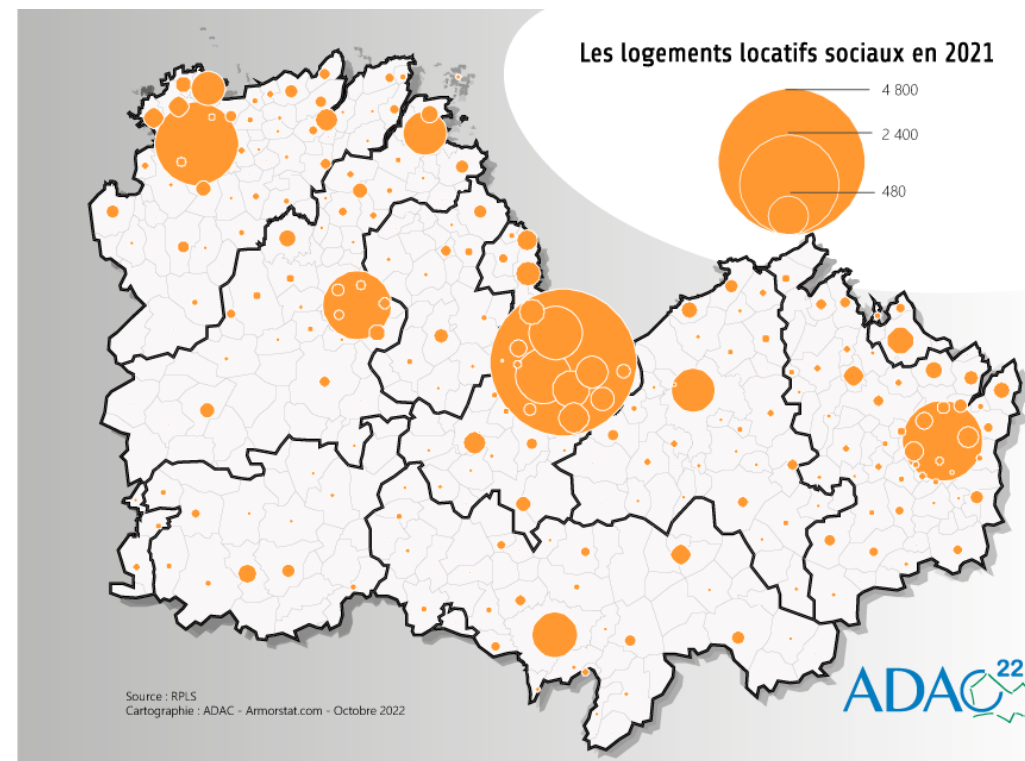 Les logements locatifs sociaux en 2021
4 800
2 400
480
Source : RPLS
Cartographie : ADAC - Armorstat.com - Octobre 2022
ADAC 22